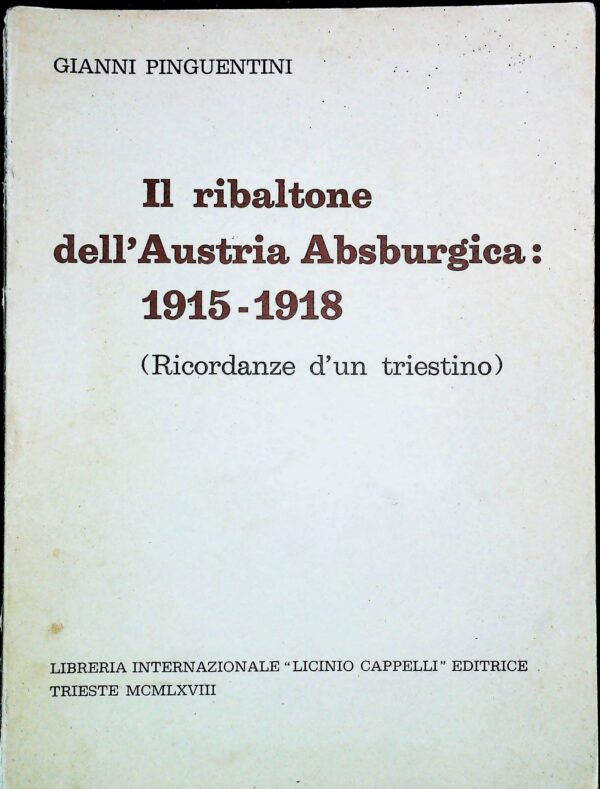 GIANNI PINGUENTINI
Il ribaltone
dell'Austria Absburgica:
1915-1918
(Ricordanze d'un triestino)
LIBRERIA INTERNAZIONALE "LICINIO CAPPELLI" EDITRICE
TRIESTE MCMLXVIII